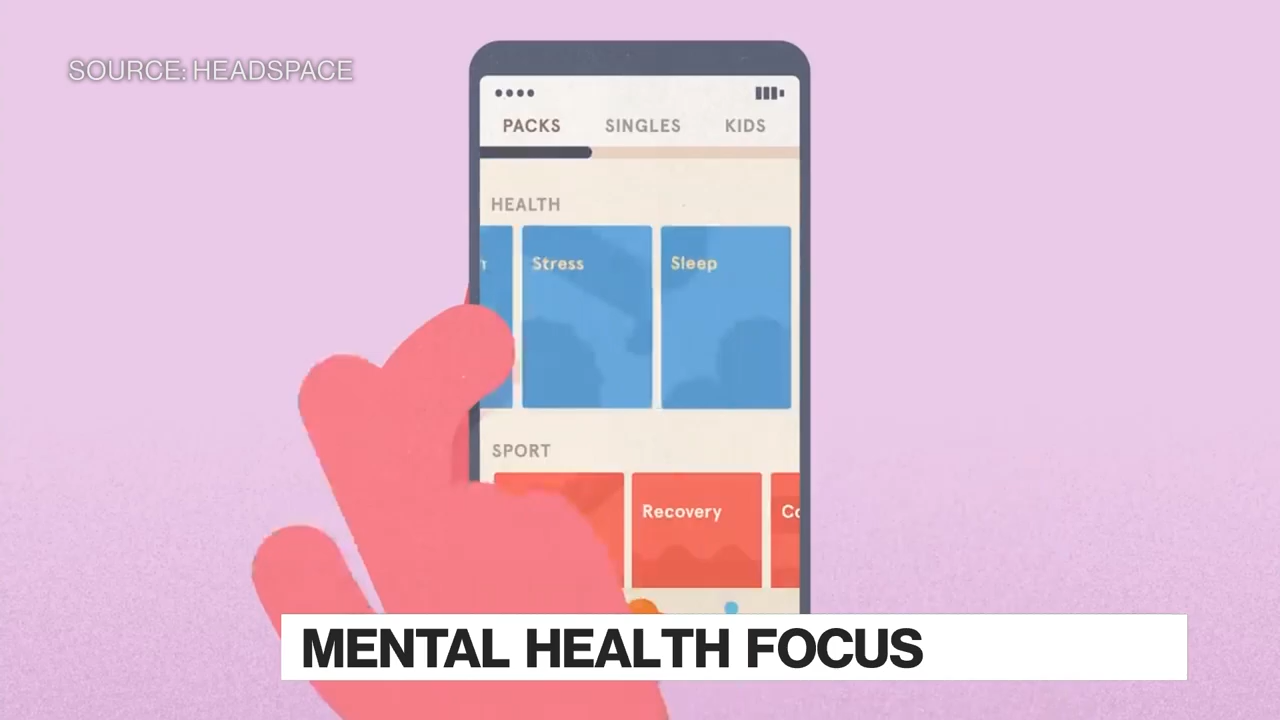 SOURCE: HEADSPACE
PACKS SINGLES KIDS
HEALTH
Stress Sleep
SPORT
Recovery
MENTAL HEALTH FOCUS